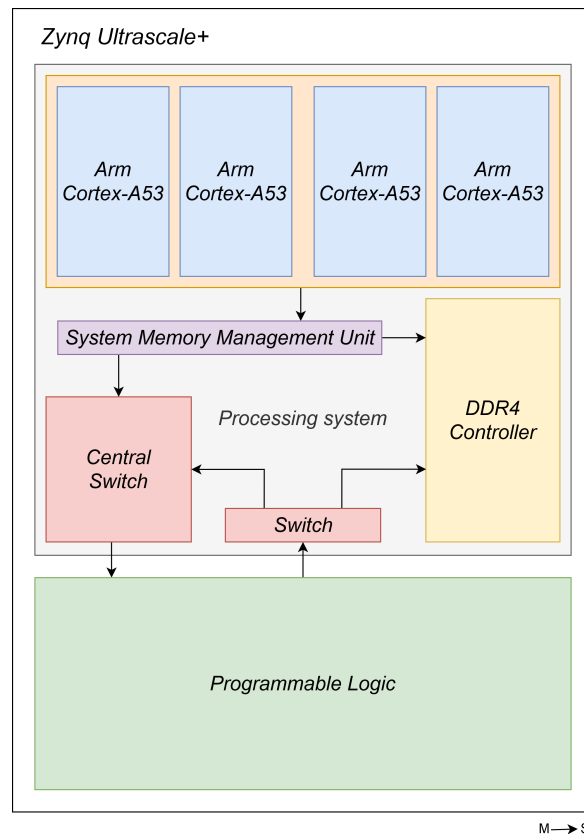 Zynq Ultrascale+
Arm
Cortex-A53
Arm
Cortex-A53
Arm
Cortex-A53
Arm
Cortex-A53
System Memory Management Unit
DDR4
Controller
Processing system
Central
Switch
Switch
Programmable Logic
M S